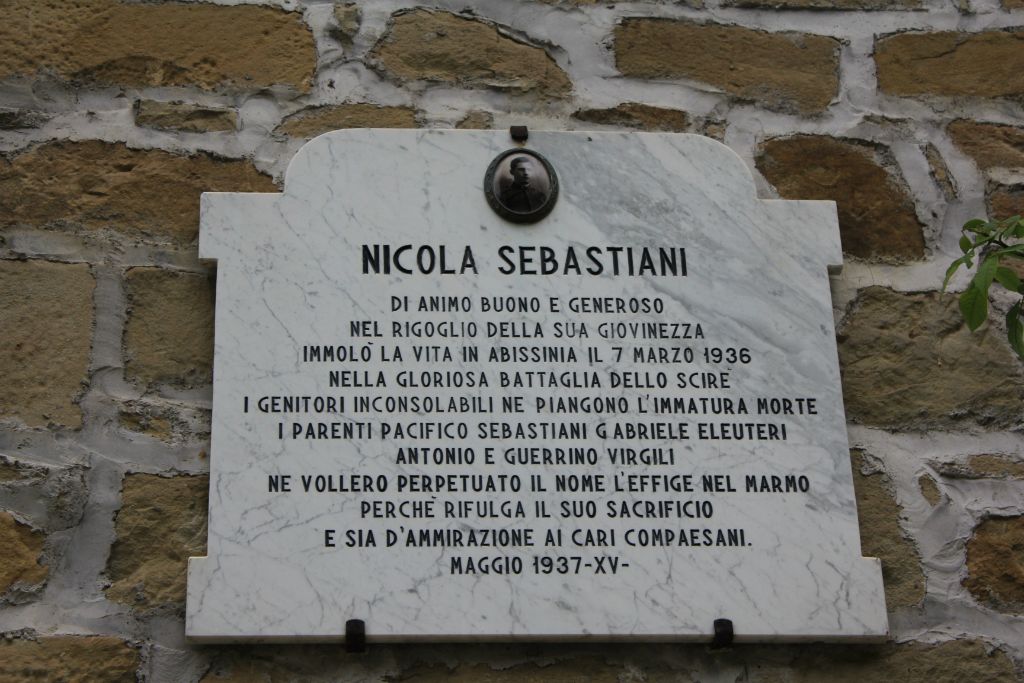 NICOLA SEBASTIANI
DI ANIMO BUONO E GENEROSO
NEL RIGOGLIO DELLA SUA GIOVINEZZA
IMMOLÒ LA VITA IN ABISSINIA IL 7 MARZO 1936
NELLA GLORIOSA BATTAGLIA DELLO SCIRÈ
I GENITORI INCONSOLABILI NE PIANGONO L'IMMATURA MORTE
I PARENTI PACIFICO SEBASTIANI GABRIELE ELEUTERI
ANTONIO E GUERRINO VIRGILI
NE VOLLERO PERPETUATO IL NOME L'EFFIGE NEL MARMO
PERCHÈ RIFULGA IL SUO SACRIFICIO
E SIA D'AMMIRAZIONE AI CARI COMPAESANI.
MAGGIO 1937-XV-